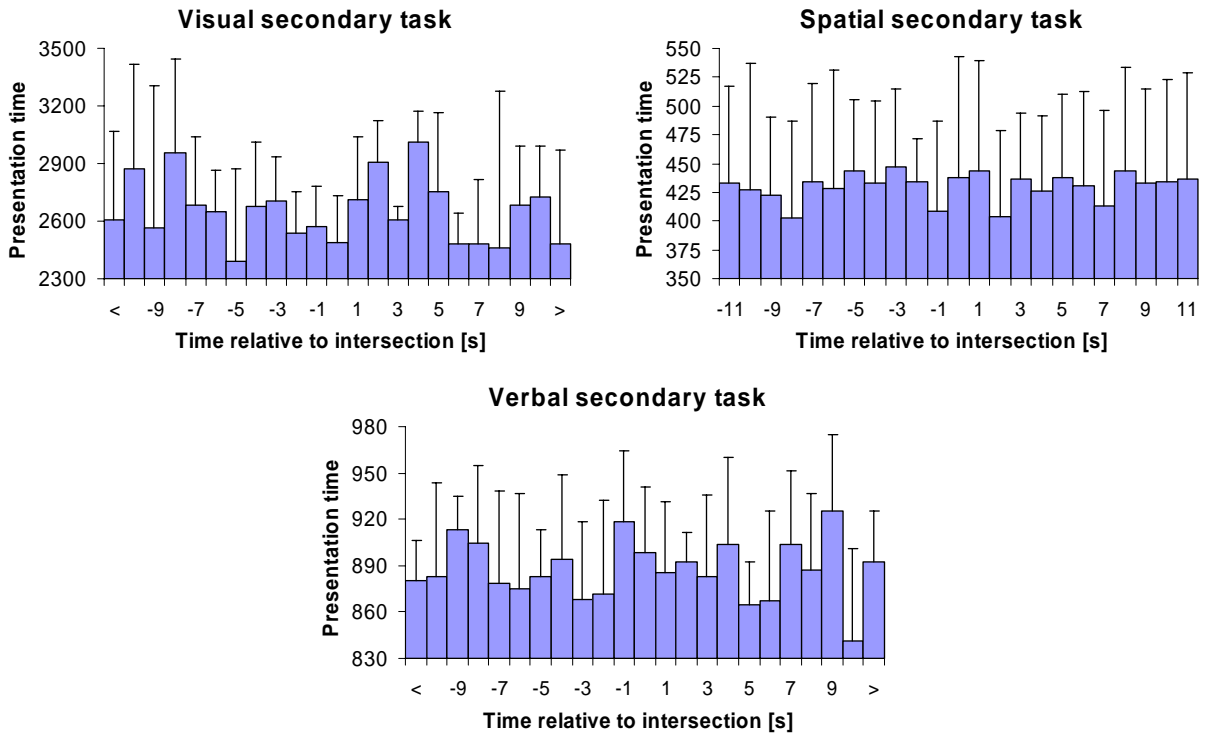 Visual secondary task
Presentation time
3500
3200
2900
2600
2300
< -9 -7 -5 -3 -1 1 3 5 7 9 >
Time relative to intersection [s]
Spatial secondary task
Presentation time
550
525
500
475
450
425
400
375
350
-11 -9 -7 -5 -3 -1 1 3 5 7 9 11
Time relative to intersection [s]
Verbal secondary task
Presentation time
980
950
920
890
860
830
< -9 -7 -5 -3 -1 1 3 5 7 9 >
Time relative to intersection [s]